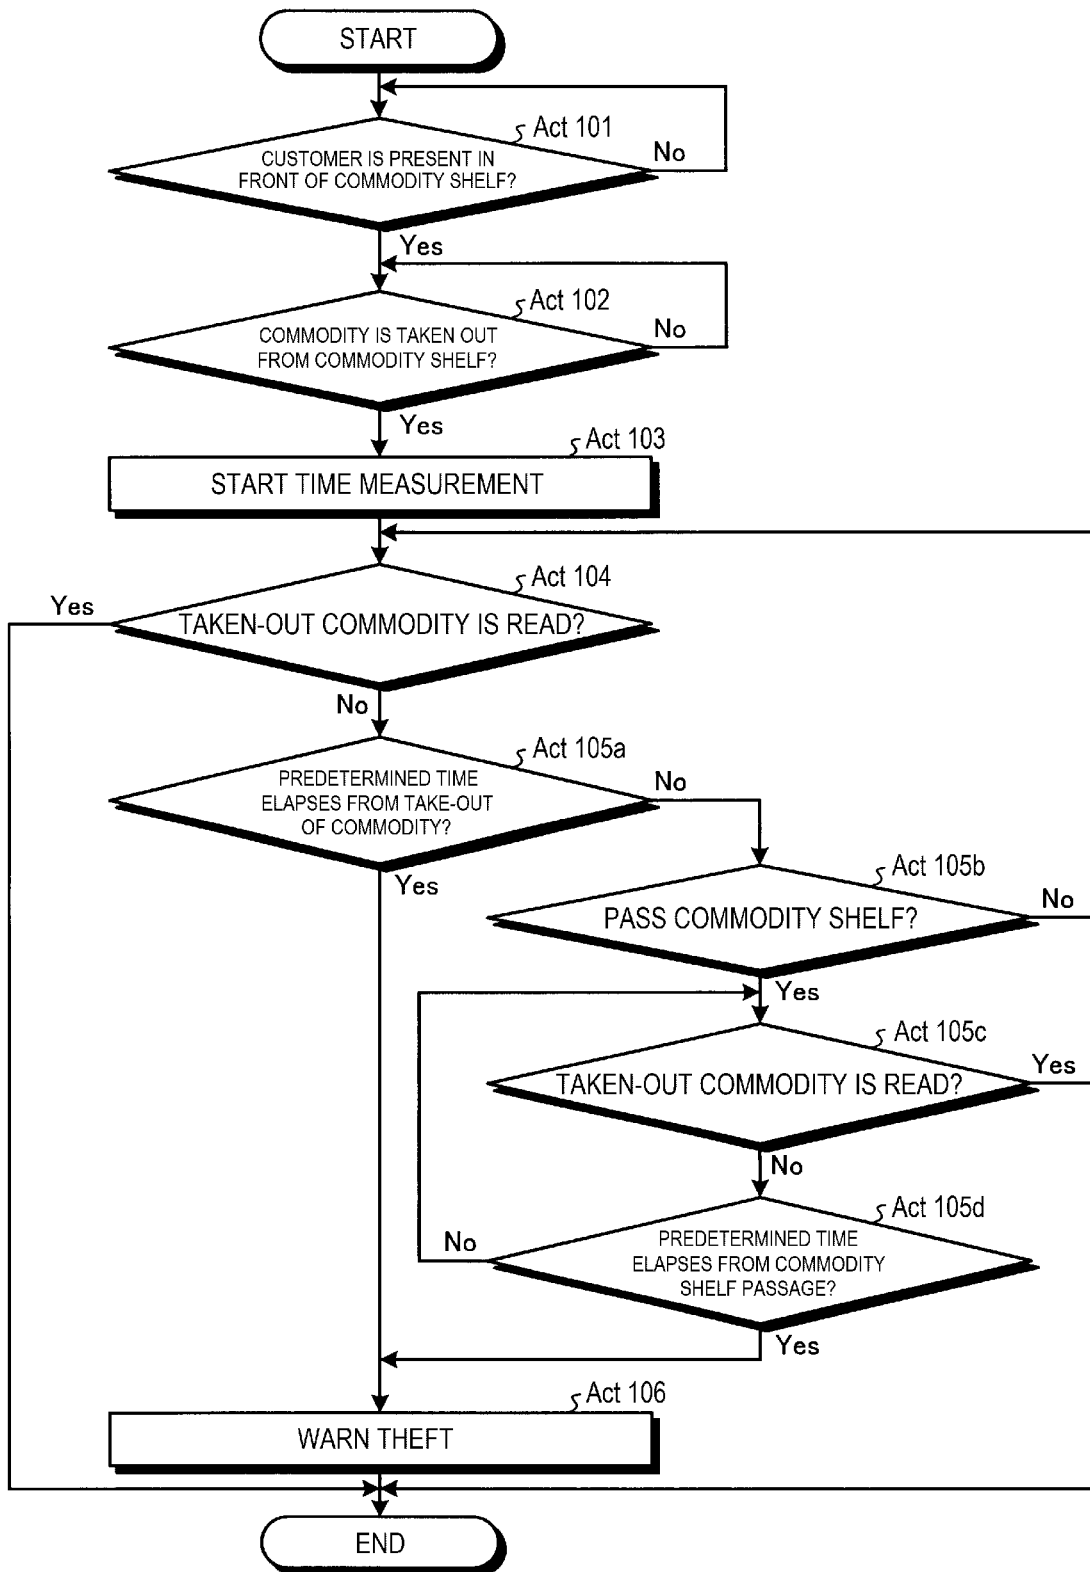 START
Act 101
CUSTOMER IS PRESENT IN
FRONT OF COMMODITY SHELF?
No
Yes
Act 102
COMMODITY IS TAKEN OUT
FROM COMMODITY SHELF?
No
Yes
Act 103
START TIME MEASUREMENT
Act 104
Yes
TAKEN-OUT COMMODITY IS READ?
No
Act 105a
PREDETERMINED TIME
ELAPSES FROM TAKE-OUT
OF COMMODITY?
No
Yes
Act 105b
PASS COMMODITY SHELF?
No
Yes
Act 105c
TAKEN-OUT COMMODITY IS READ?
Yes
No
Act 105d
PREDETERMINED TIME
ELAPSES FROM COMMODITY
SHELF PASSAGE?
No
Yes
Act 106
WARN THEFT
END